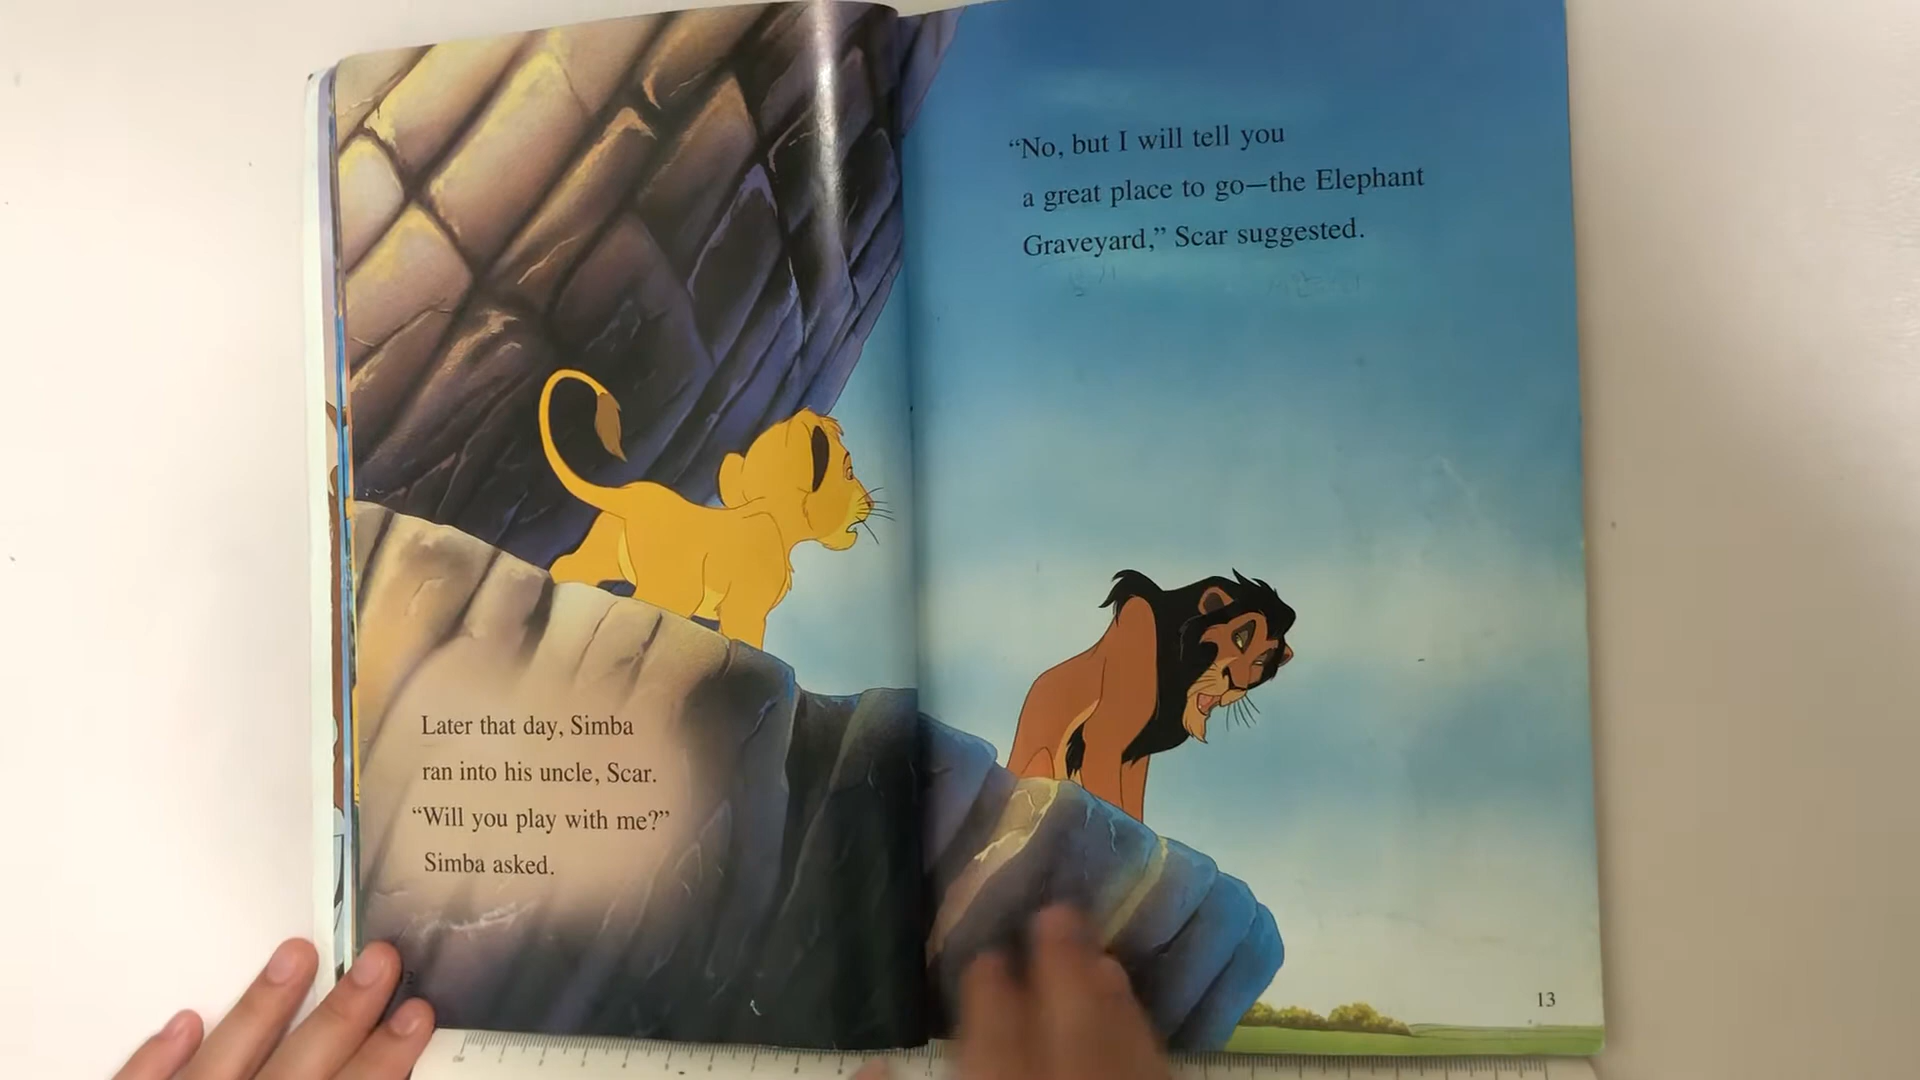 Later that day, Simba
ran into his uncle, Scar.
“Will you play with me?”
Simba asked.
“No, but I will tell you
a great place to go—the Elephant
Graveyard,” Scar suggested.
13